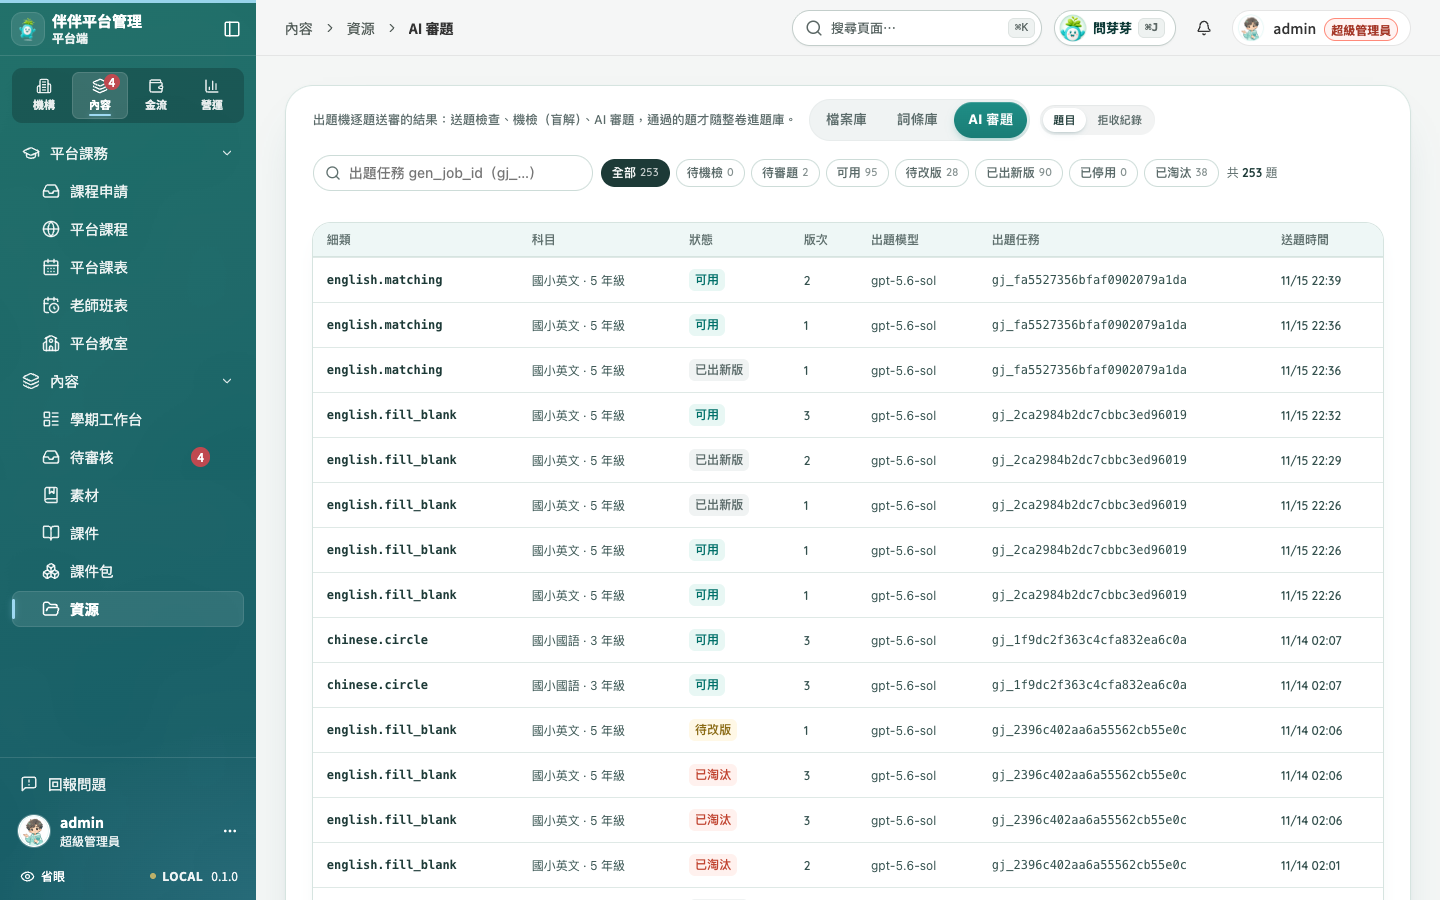 伴伴平台管理
平台端
機構
內容
4
金流
營運
平台課務
課程申請
平台課程
平台課表
老師班表
平台教室
內容
學期工作台
待審核 4
素材
課件
課件包
資源
回報問題
admin
超級管理員
省眼
LOCAL 0.1.0
內容 > 資源 > AI 審題
搜尋頁面… ⌘K
問芽芽 ⌘J
admin 超級管理員
出題機逐題送審的結果：送題檢查、機檢（盲解）、AI 審題，通過的題才隨整卷進題庫。
檔案庫 詞條庫 AI 審題
題目 拒收紀錄
出題任務 gen_job_id（gj_…）
全部 253 待機檢 0 待審題 2 可用 95 待改版 28 已出新版 90 已停用 0 已淘汰 38 共 253 題
細類 科目 狀態 版次 出題模型 出題任務 送題時間
english.matching 國小英文 · 5 年級 可用 2 gpt-5.6-sol gj_fa5527356bfaf0902079a1da 11/15 22:39
english.matching 國小英文 · 5 年級 可用 1 gpt-5.6-sol gj_fa5527356bfaf0902079a1da 11/15 22:36
english.matching 國小英文 · 5 年級 已出新版 1 gpt-5.6-sol gj_fa5527356bfaf0902079a1da 11/15 22:36
english.fill_blank 國小英文 · 5 年級 可用 3 gpt-5.6-sol gj_2ca2984b2dc7cbbc3ed96019 11/15 22:32
english.fill_blank 國小英文 · 5 年級 已出新版 2 gpt-5.6-sol gj_2ca2984b2dc7cbbc3ed96019 11/15 22:29
english.fill_blank 國小英文 · 5 年級 已出新版 1 gpt-5.6-sol gj_2ca2984b2dc7cbbc3ed96019 11/15 22:26
english.fill_blank 國小英文 · 5 年級 可用 1 gpt-5.6-sol gj_2ca2984b2dc7cbbc3ed96019 11/15 22:26
english.fill_blank 國小英文 · 5 年級 可用 1 gpt-5.6-sol gj_2ca2984b2dc7cbbc3ed96019 11/15 22:26
chinese.circle 國小國語 · 3 年級 可用 3 gpt-5.6-sol gj_1f9dc2f363c4cfa832ea6c0a 11/14 02:07
chinese.circle 國小國語 · 3 年級 可用 3 gpt-5.6-sol gj_1f9dc2f363c4cfa832ea6c0a 11/14 02:07
english.fill_blank 國小英文 · 5 年級 待改版 1 gpt-5.6-sol gj_2396c402aa6a55562cb55e0c 11/14 02:06
english.fill_blank 國小英文 · 5 年級 已淘汰 3 gpt-5.6-sol gj_2396c402aa6a55562cb55e0c 11/14 02:06
english.fill_blank 國小英文 · 5 年級 已淘汰 3 gpt-5.6-sol gj_2396c402aa6a55562cb55e0c 11/14 02:06
english.fill_blank 國小英文 · 5 年級 已淘汰 2 gpt-5.6-sol gj_2396c402aa6a55562cb55e0c 11/14 02:01